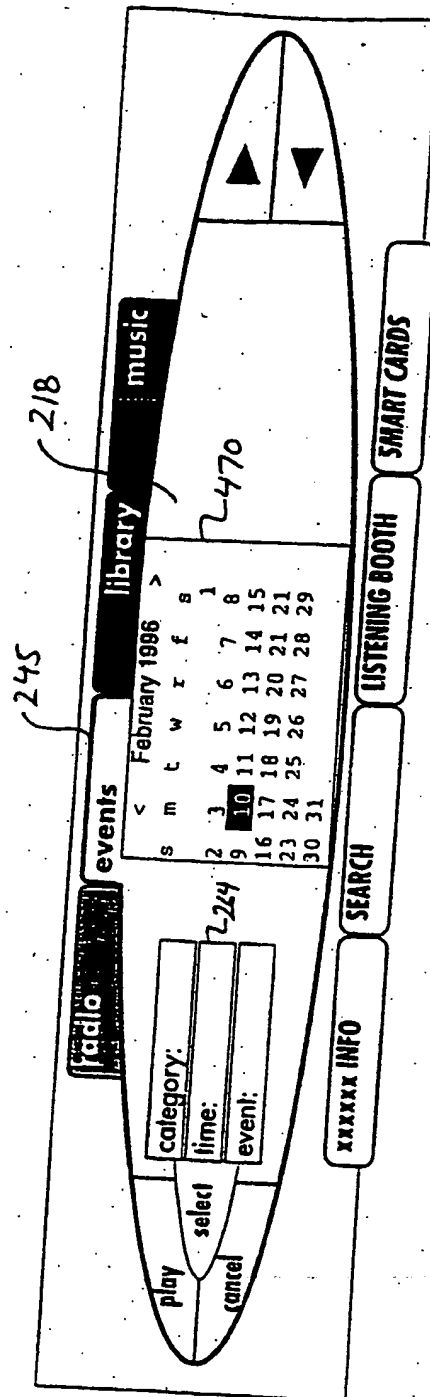 radio
events
library
music
245
218
play
select
cancel
category:
time:
event:
264
< February 1996 >
s m t w r f s
1
2 3 4 5 6 7 8
9 10 11 12 13 14 15
16 17 18 19 20 21 21
23 24 25 26 27 28 29
30 31
470
xxxxxx INFO
SEARCH
LISTENING BOOTH
SMART CARDS